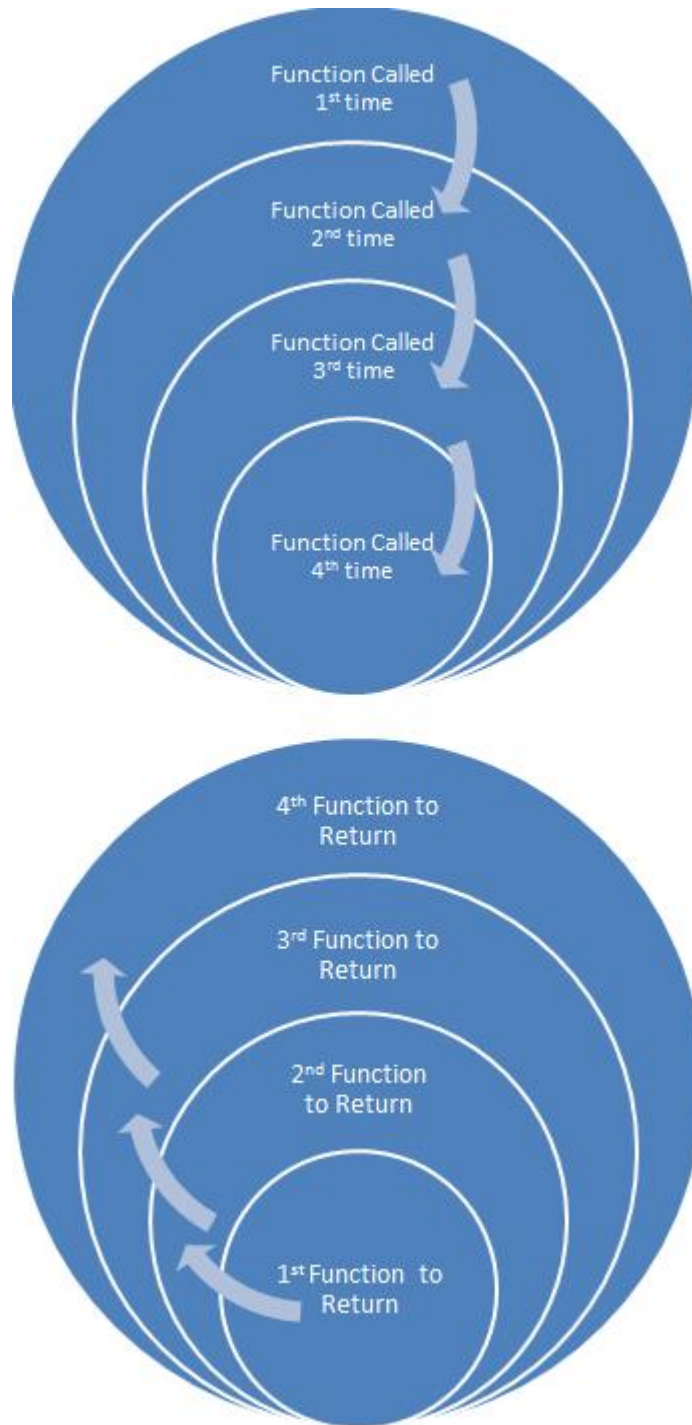 Function Called
1st time
Function Called
2nd time
Function Called
3rd time
Function Called
4th time
4th Function to
Return
3rd Function to
Return
2nd Function
to Return
1st Function to
Return